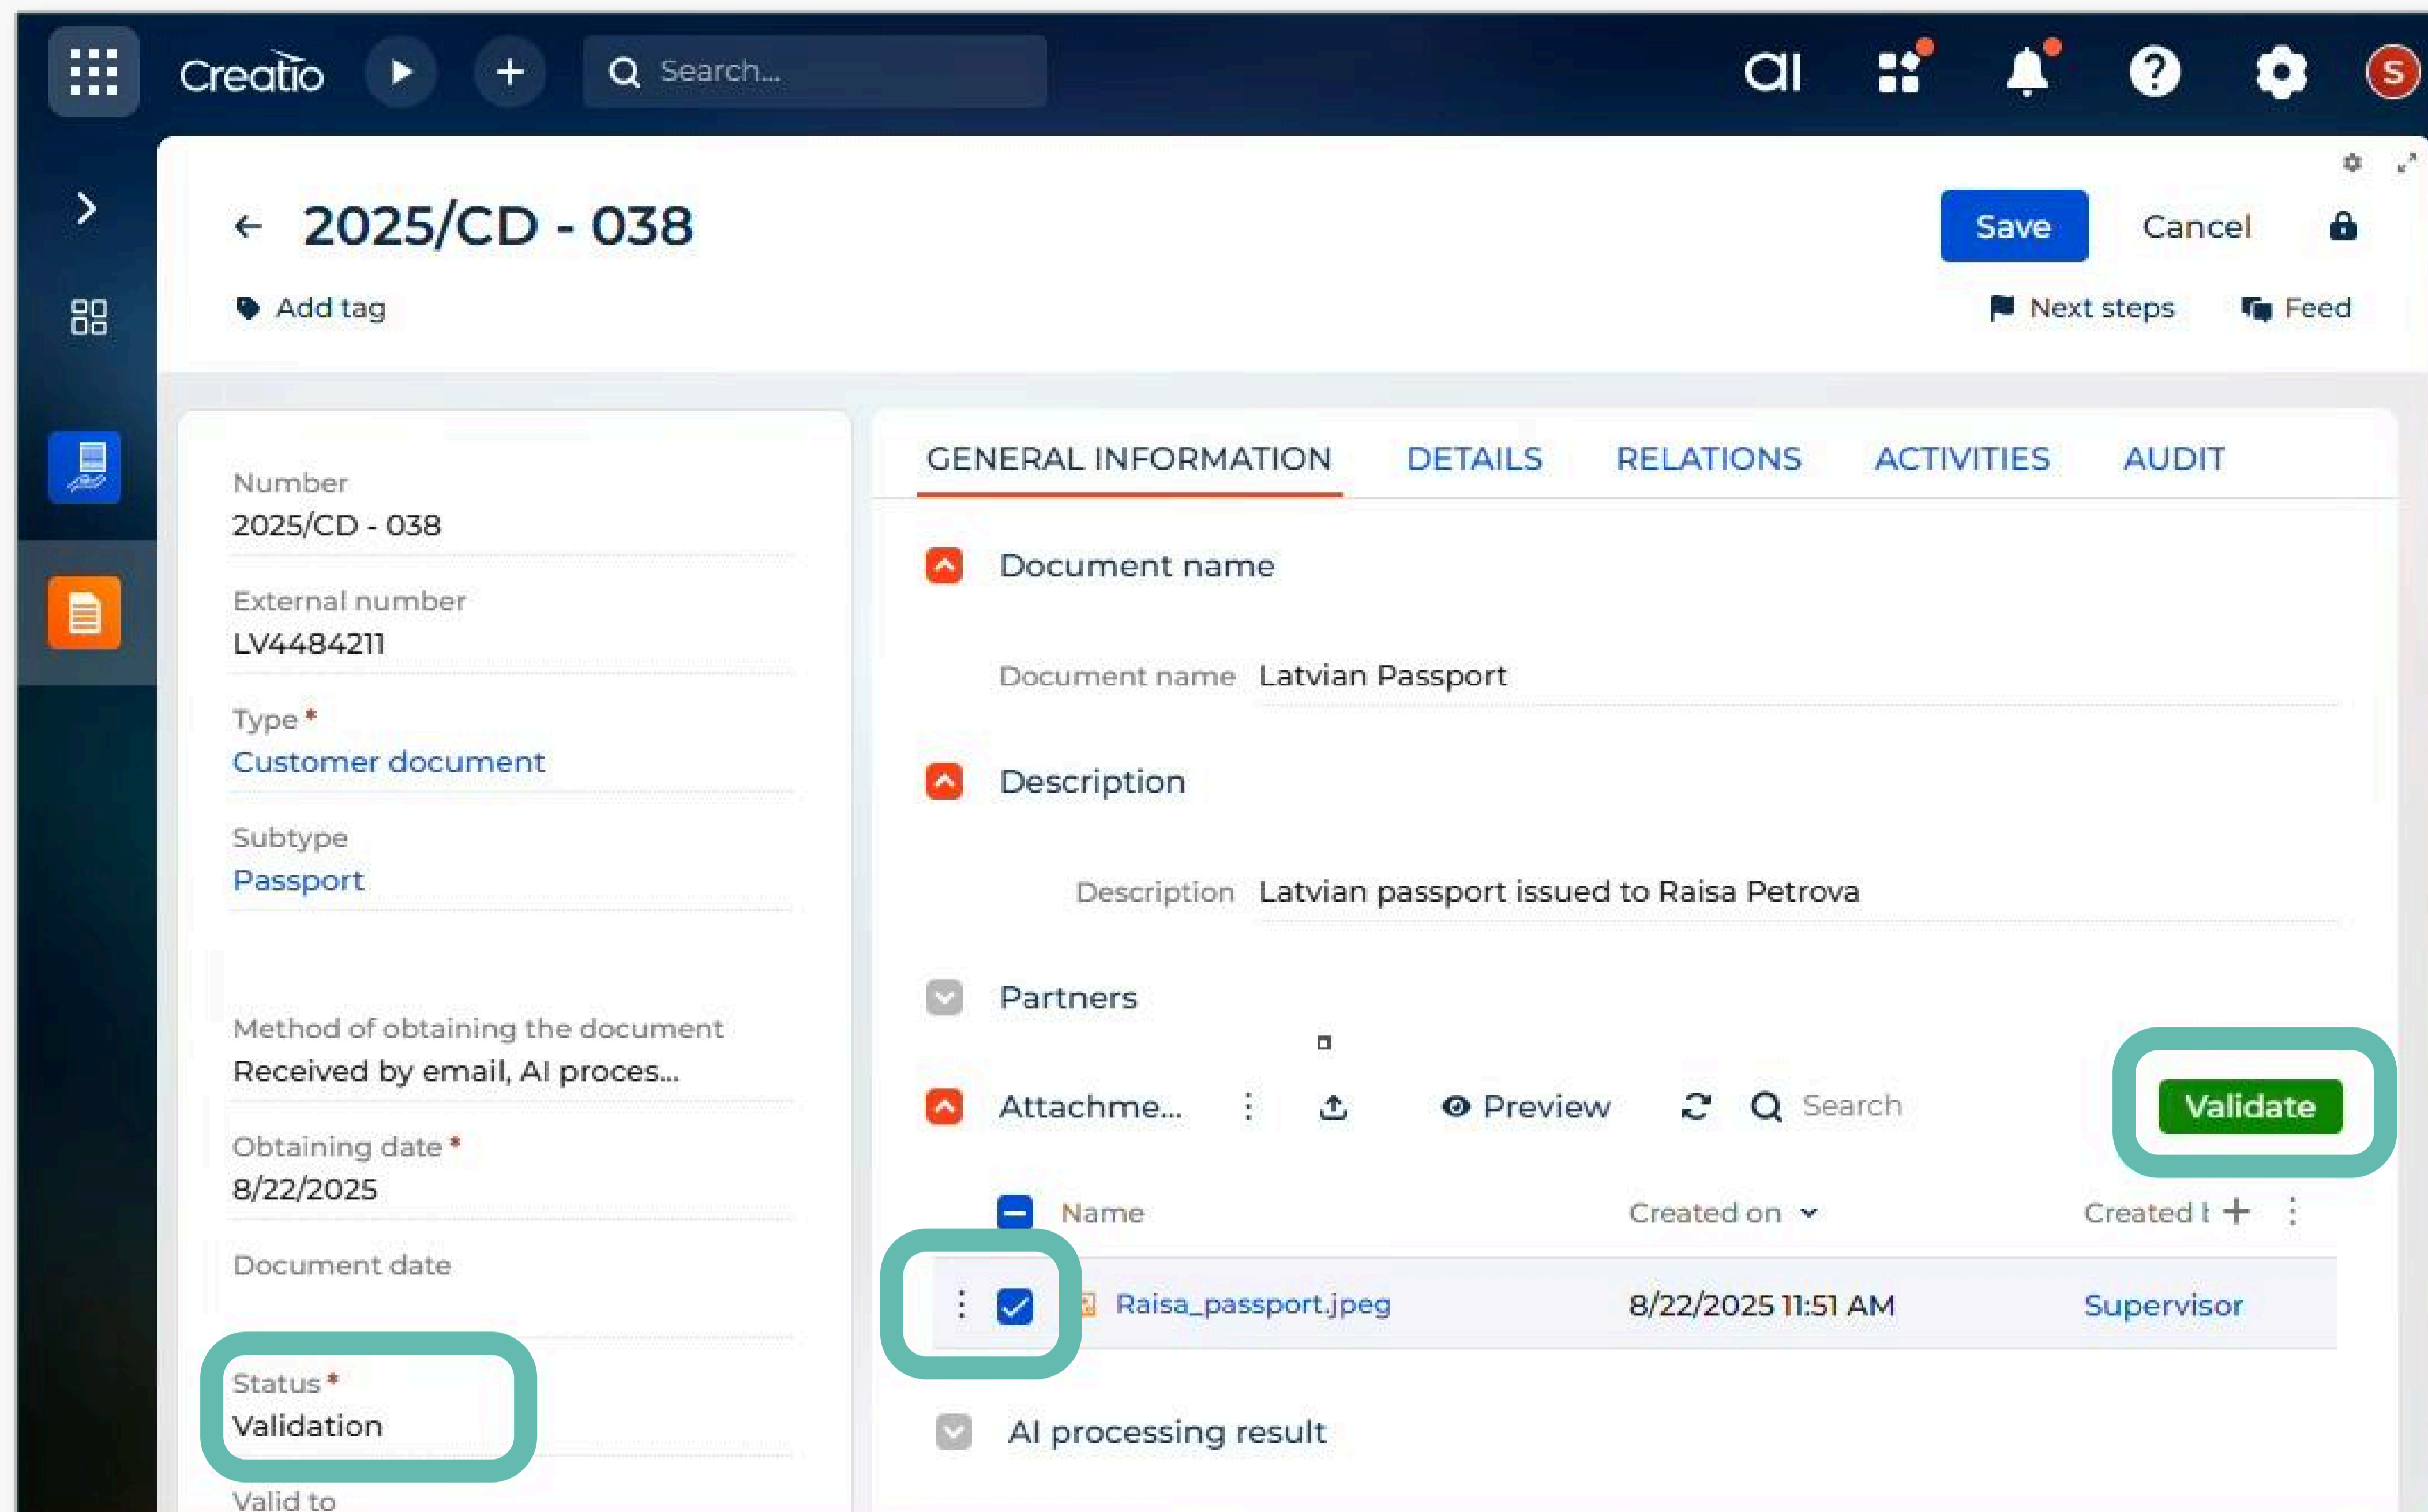 Creatio
Search...
aı
S
2025/CD - 038
Save
Cancel
Add tag
Next steps
Feed
Number
2025/CD - 038
External number
LV4484211
Type *
Customer document
Subtype
Passport
Method of obtaining the document
Received by email, AI proces...
Obtaining date *
8/22/2025
Document date
Status *
Validation
Valid to
GENERAL INFORMATION
DETAILS
RELATIONS
ACTIVITIES
AUDIT
Document name
Document name Latvian Passport
Description
Description Latvian passport issued to Raisa Petrova
Partners
Attachme...
Preview
Search
Validate
Name
Created on
Created
Raisa_passport.jpeg
8/22/2025 11:51 AM
Supervisor
AI processing result